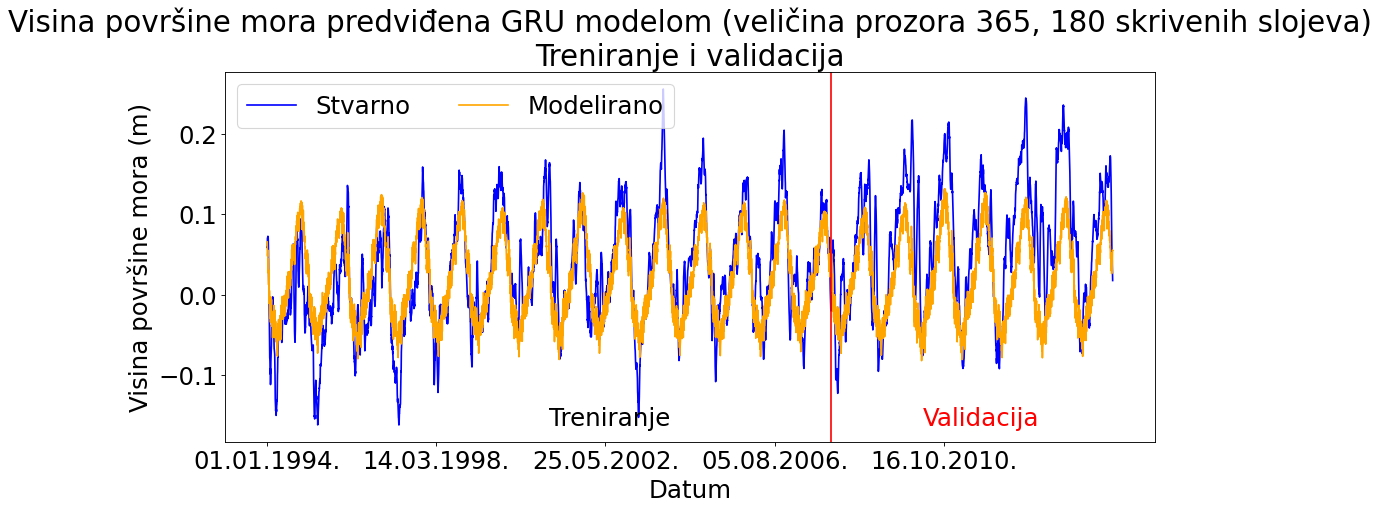 Visina površine mora predviđena GRU modelom (veličina prozora 365, 180 skrivenih slojeva)
Treniranje i validacija
Stvarno
Modelirano
Visina površine mora (m)
0.2
0.1
0.0
−0.1
Treniranje
Validacija
01.01.1994.
14.03.1998.
25.05.2002.
05.08.2006.
16.10.2010.
Datum